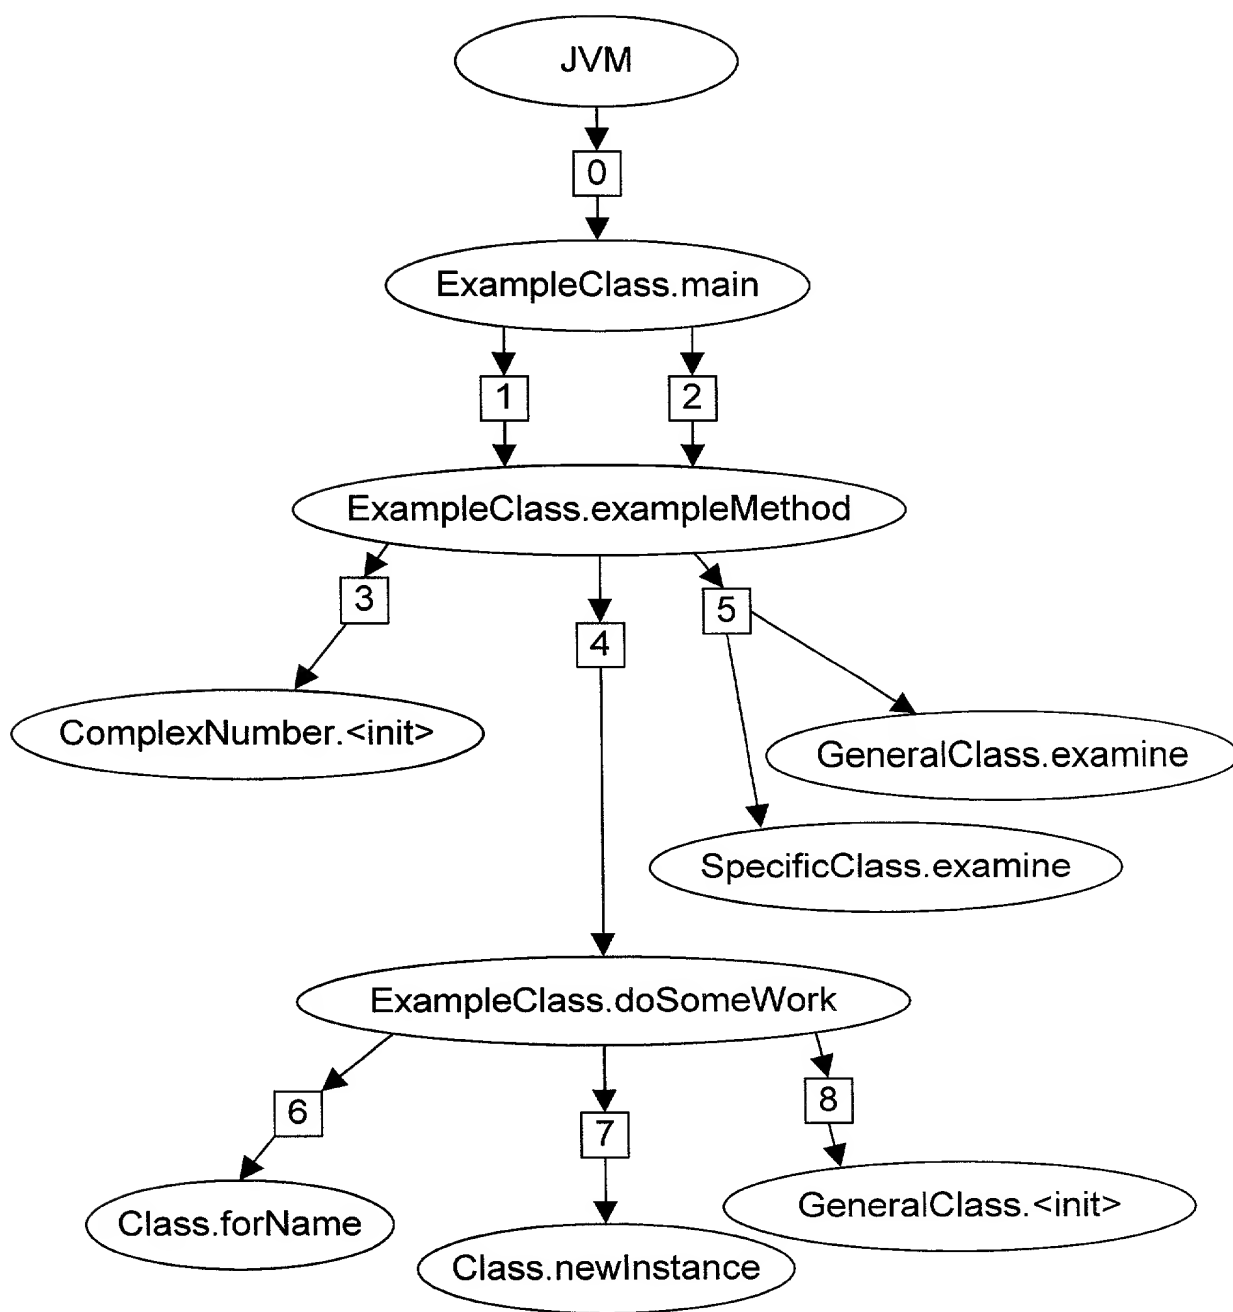 JVM
0
ExampleClass.main
1 2
ExampleClass.exampleMethod
3 4 5
ComplexNumber.<init>
GeneralClass.examine
SpecificClass.examine
ExampleClass.doSomeWork
6 7 8
Class.forName
GeneralClass.<init>
Class.newInstance